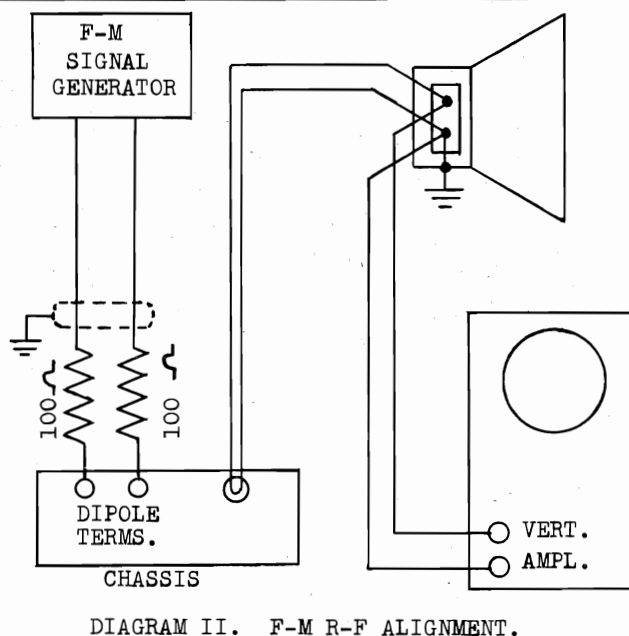 F-M
SIGNAL
GENERATOR
100
100
DIPOLE
TERMS.
CHASSIS
VERT.
AMPL.
DIAGRAM II. F-M R-F ALIGNMENT.